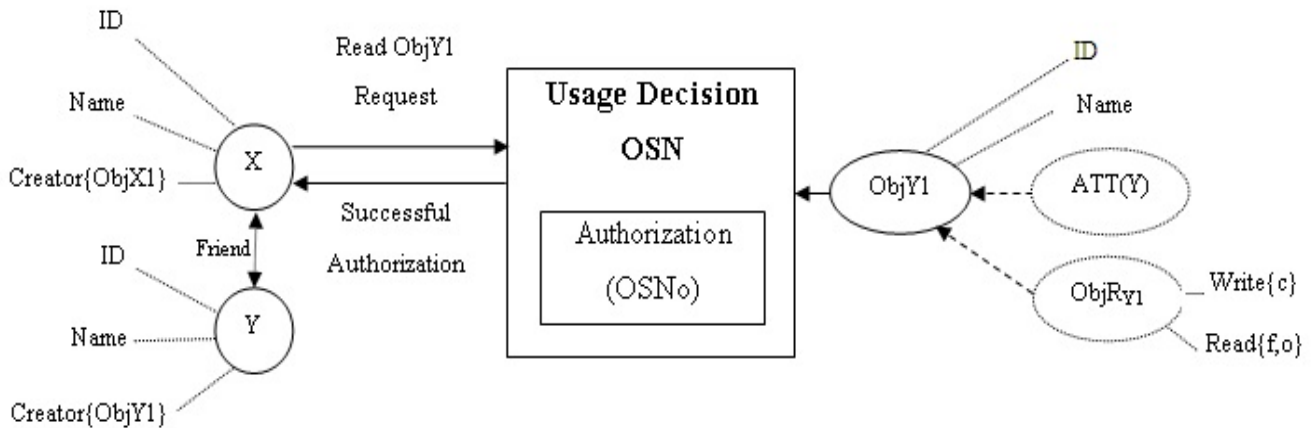 ID
Name
Creator{ObjX1}
X
Friend
ID
Name
Creator{ObjY1}
Y
Read ObjY1
Request
Successful
Authorization
Usage Decision
OSN
Authorization
(OSNo)
ObjY1
ID
Name
ATT(Y)
ObjRY1
Write{c}
Read{f,o}